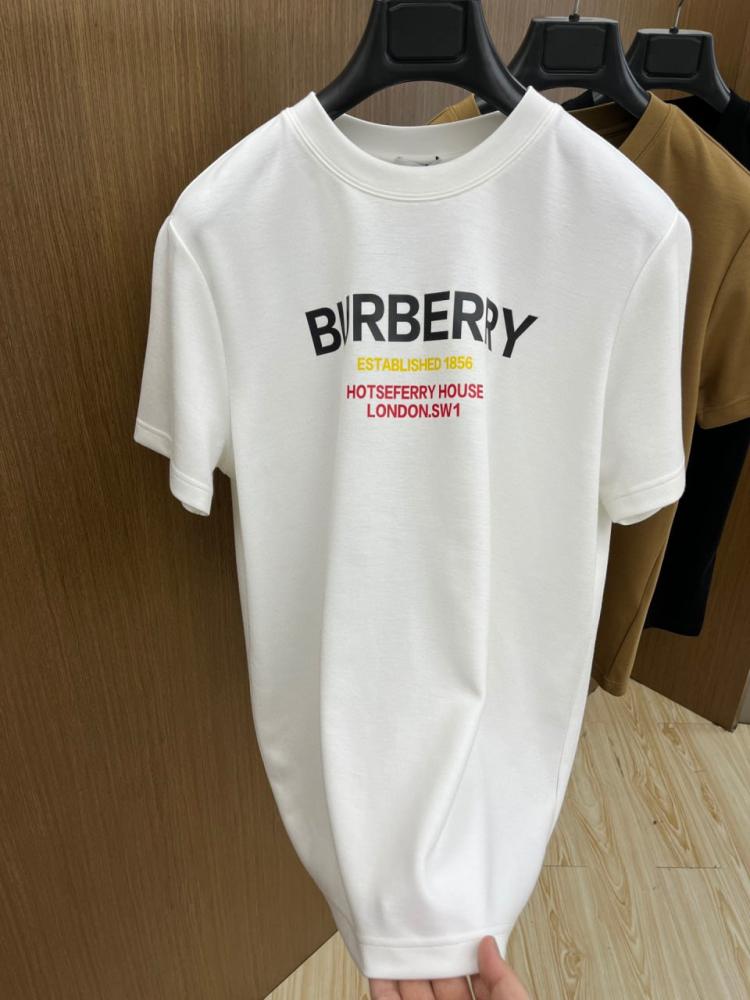 BURBERRY
ESTABLISHED 1856
HOTSEFERRY HOUSE
LONDON.SW1